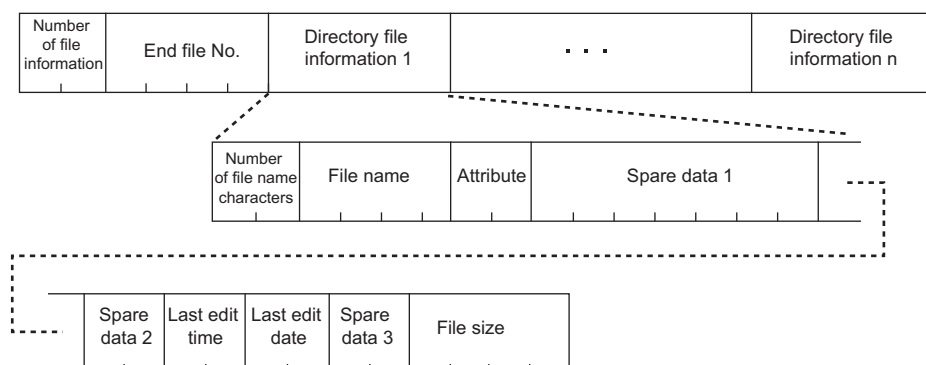 Number
of file
information
End file No.
Directory file
information 1
. . .
Directory file
information n
Number
of file name
characters
File name
Attribute
Spare data 1
Spare
data 2
Last edit
time
Last edit
date
Spare
data 3
File size